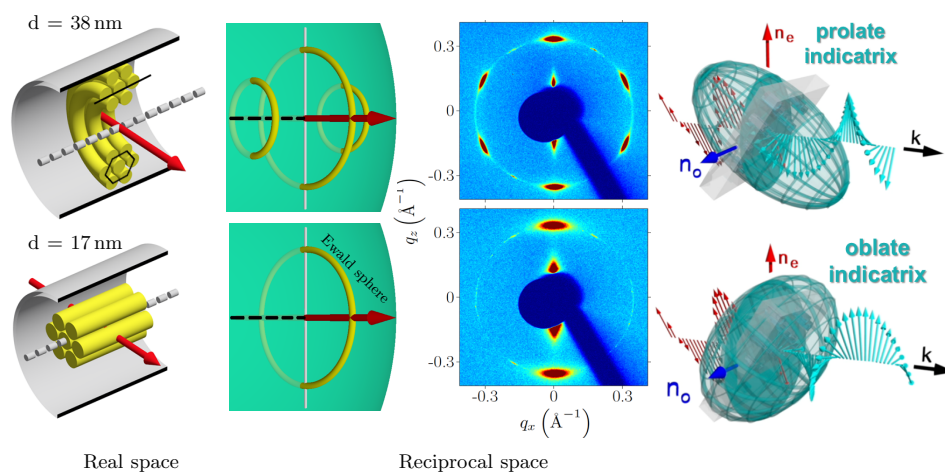 d = 38 nm
0.3
0
-0.3
n_e
prolate
indicatrix
k
n_o
q_z (Å⁻¹)
d = 17 nm
Ewald sphere
0.3
0
-0.3
-0.3
0
0.3
q_x (Å⁻¹)
n_e
oblate
indicatrix
k
n_o
Real space
Reciprocal space